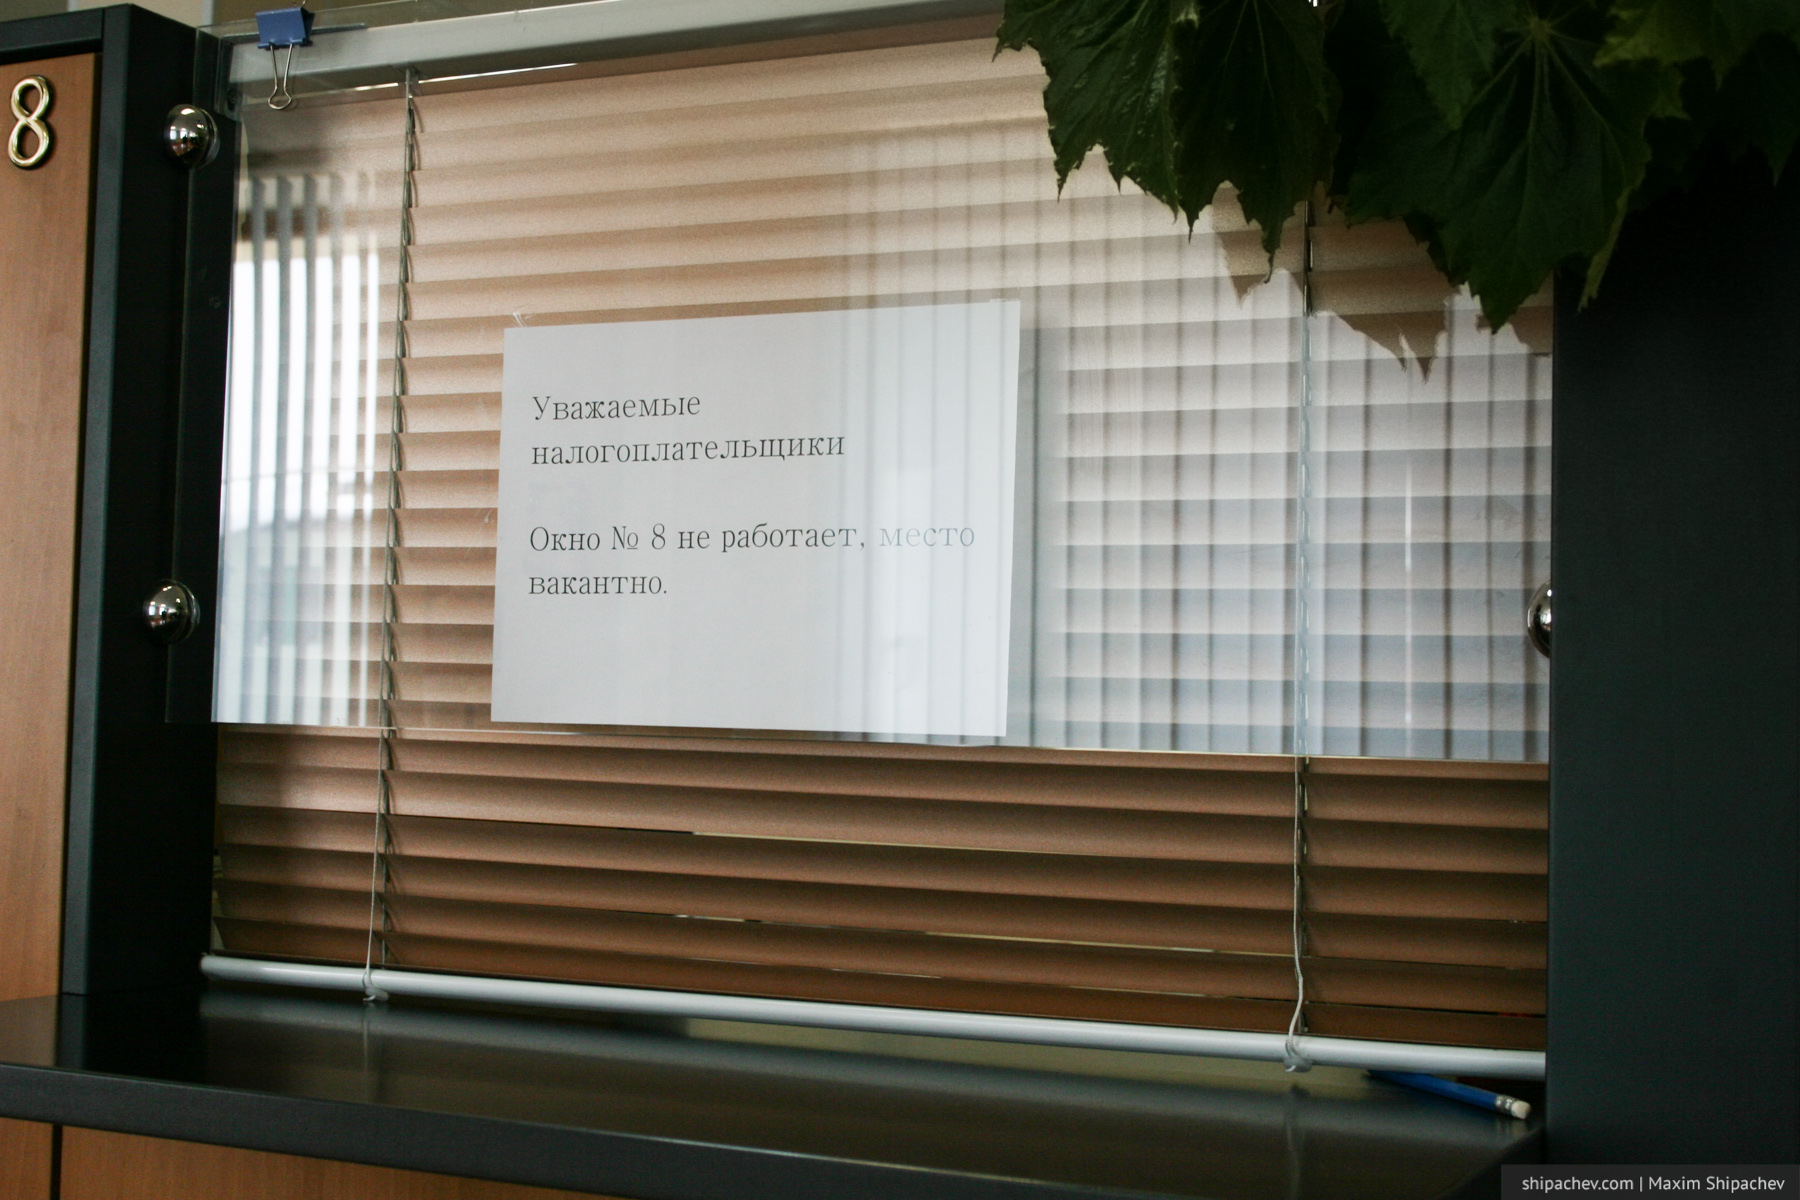 8
Уважаемые
налогоплательщики
Окно № 8 не работает, место
вакантно.
shipachev.com | Maxim Shipachev